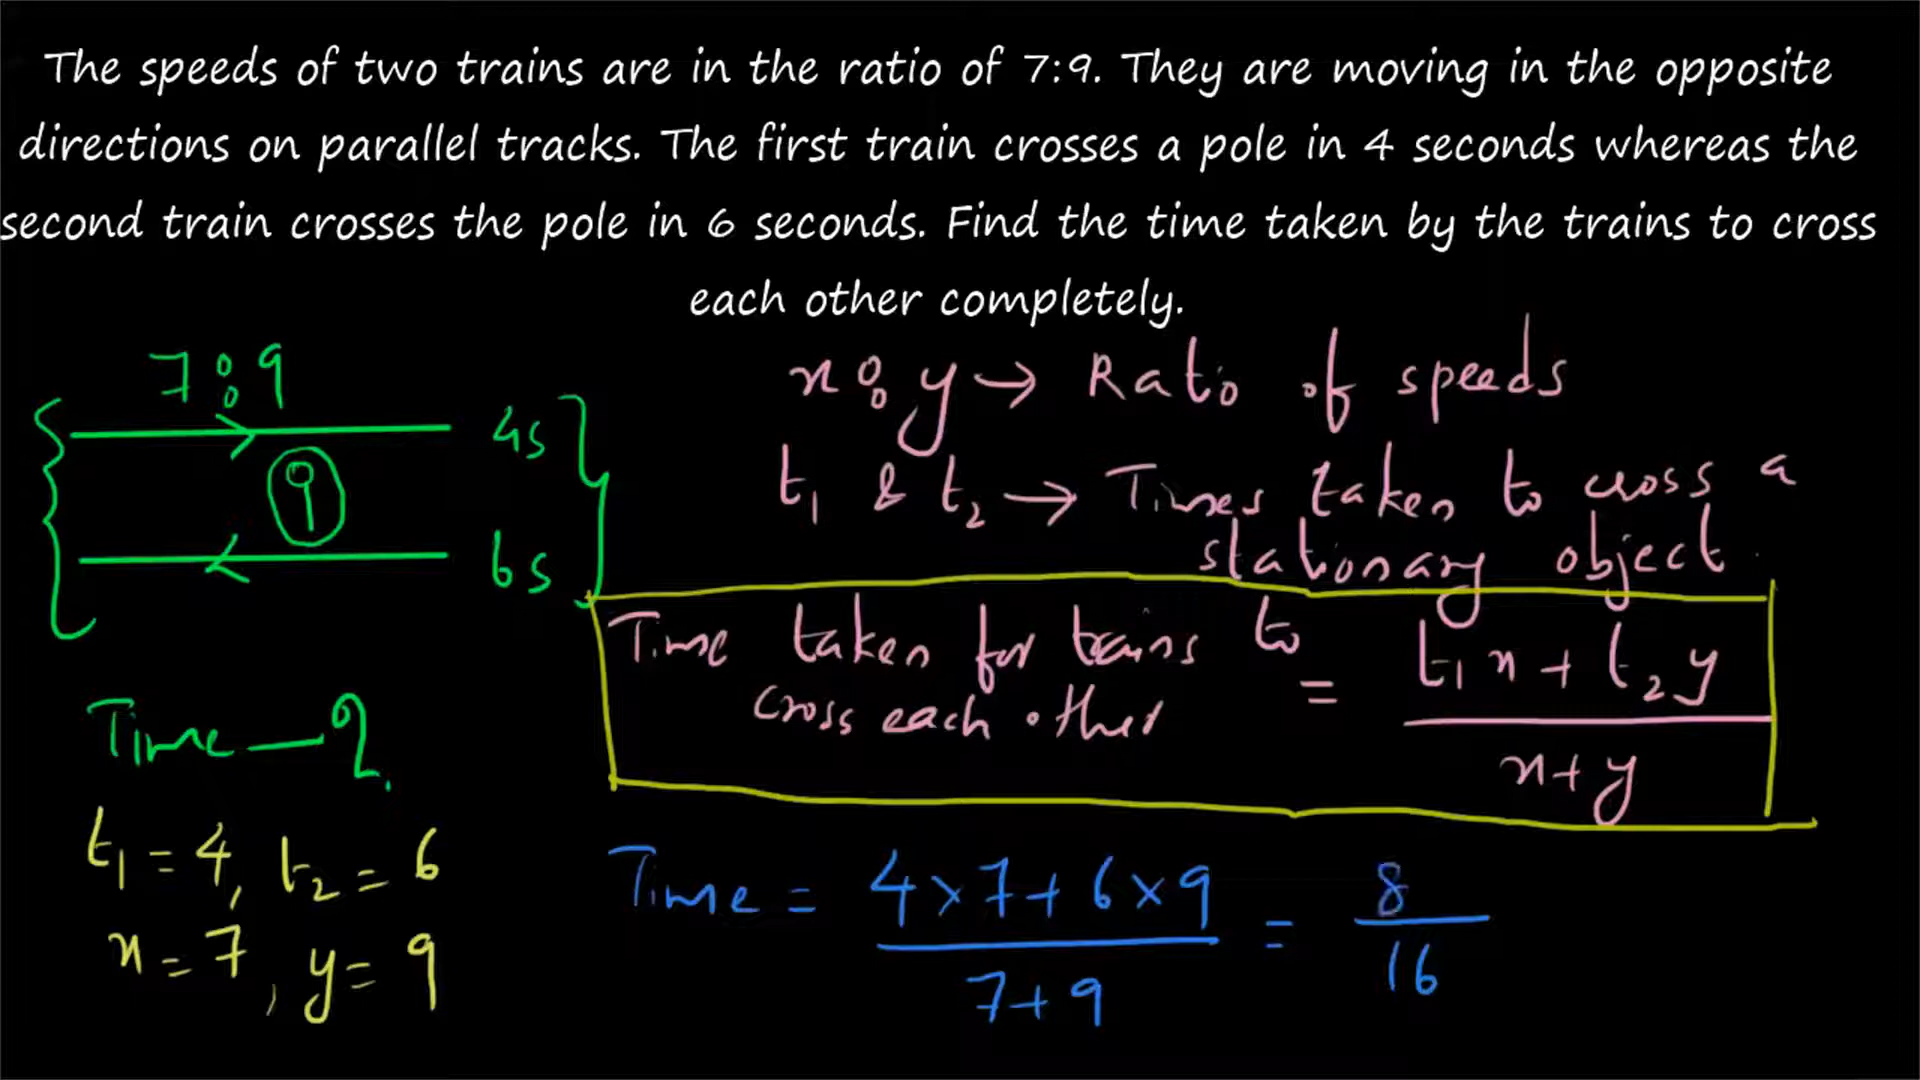 The speeds of two trains are in the ratio of 7:9. They are moving in the opposite
directions on parallel tracks. The first train crosses a pole in 4 seconds whereas the
second train crosses the pole in 6 seconds. Find the time taken by the trains to cross
each other completely.
7:9
4s
9
6s
Time — ?
t₁ = 4, t₂ = 6
x = 7, y = 9
x : y → Ratio of speeds
t₁ & t₂ → Times taken to cross a
stationary object
Time taken for trains to
cross each other
= (t₁x + t₂y) / (x + y)
Time = (4 × 7 + 6 × 9) / (7 + 9) = 8 / 16